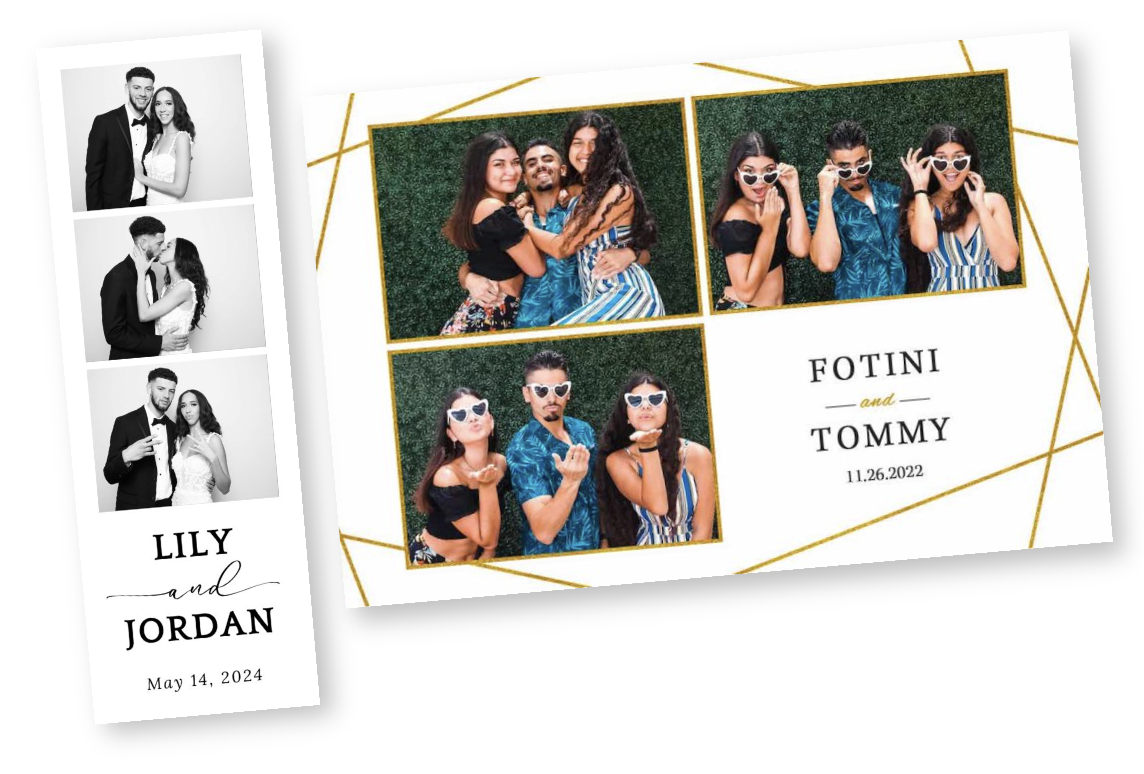 LILY
and
JORDAN
May 14, 2024
FOTINI
and
TOMMY
11.26.2022